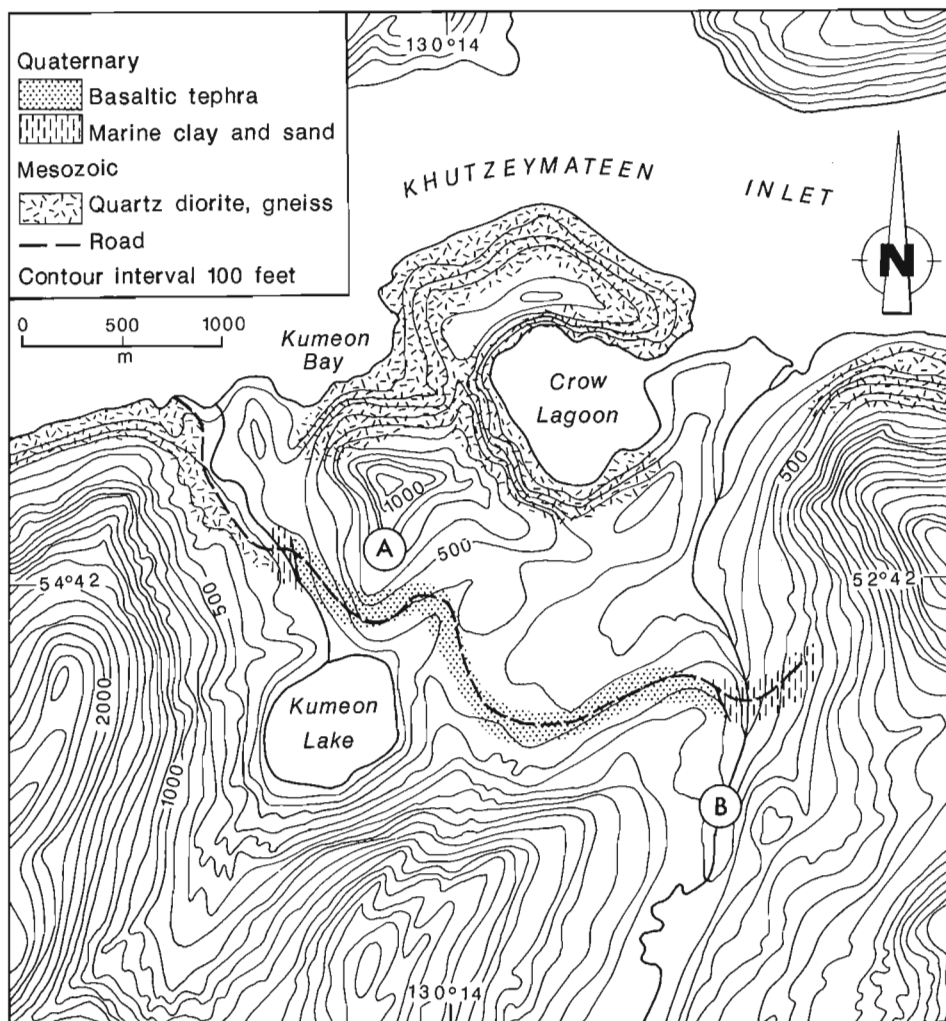 Quaternary
Basaltic tephra
Marine clay and sand
Mesozoic
Quartz diorite, gneiss
Road
Contour interval 100 feet
130°14
KHUTZEYMATEEN INLET
N
0 500 1000
m
Kumeon
Bay
Crow
Lagoon
500
1000
A
500
54°42
52°42
500
Kumeon
Lake
2000
1000
B
130°14